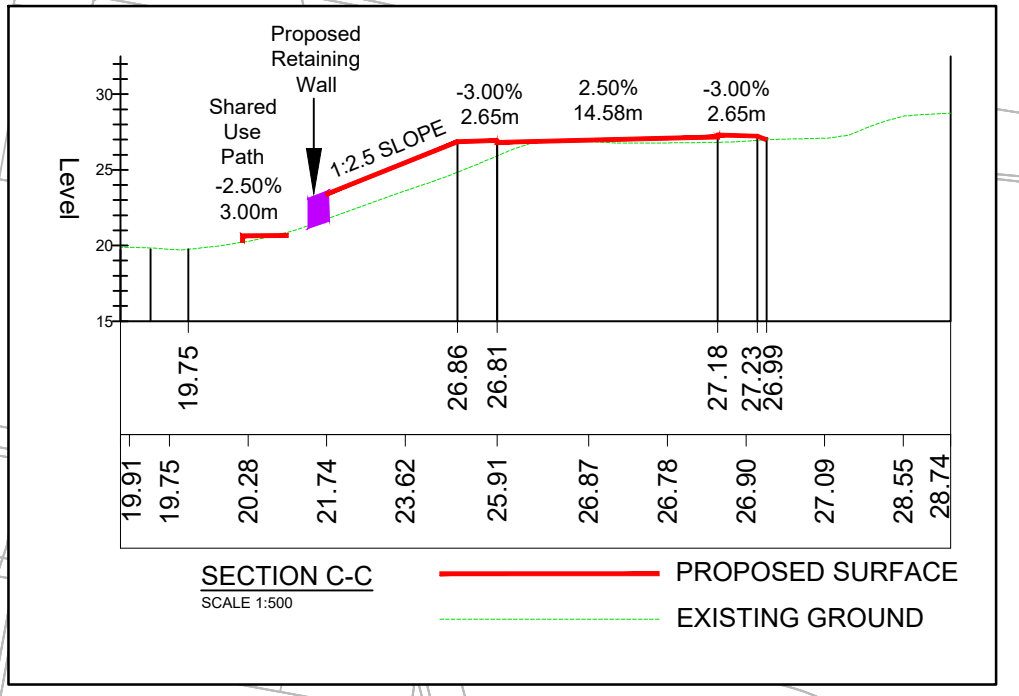 Proposed
Retaining
Wall
Shared
Use
Path
-2.50%
3.00m
1:2.5 SLOPE
-3.00%
2.65m
2.50%
14.58m
-3.00%
2.65m
Level
30
25
20
15
19.75
26.86
26.81
27.18
27.23
26.99
19.91
19.75
20.28
21.74
23.62
25.91
26.87
26.78
26.90
27.09
28.55
28.74
SECTION C-C
SCALE 1:500
PROPOSED SURFACE
EXISTING GROUND